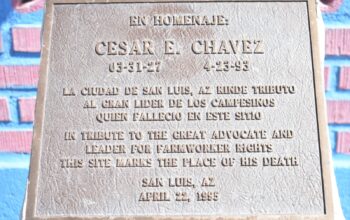 EN HOMENAJE:
CESAR E. CHAVEZ
03-31-27 4-23-93
LA CIUDAD DE SAN LUIS, AZ RINDE TRIBUTO
AL GRAN LIDER DE LOS CAMPESINOS
QUIEN FALLECIO EN ESTE SITIO
IN TRIBUTE TO THE GREAT ADVOCATE AND
LEADER FOR FARMWORKER RIGHTS
THIS SITE MARKS THE PLACE OF HIS DEATH
SAN LUIS, AZ
APRIL 22, 1995